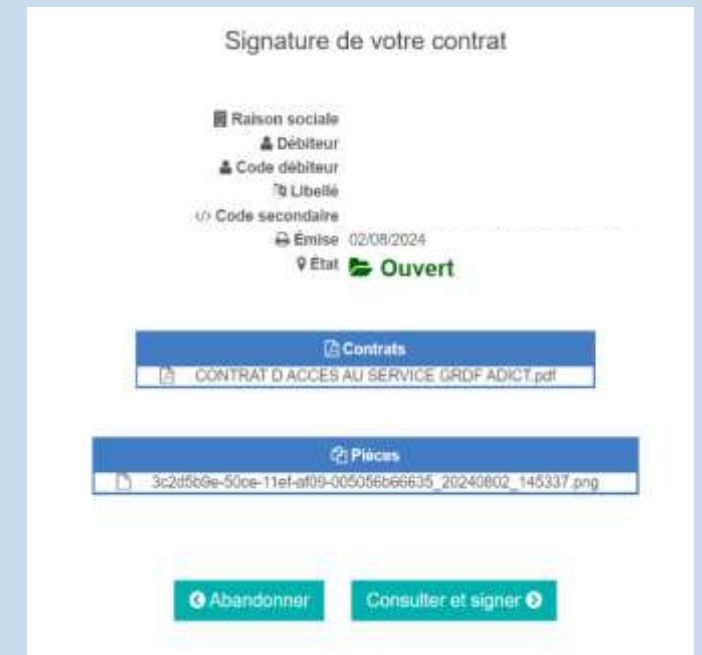 Signature de votre contrat
Raison sociale
Débiteur
Code débiteur
Libellé
</> Code secondaire
Émise 02/08/2024
État Ouvert
Contrats
CONTRAT D ACCES AU SERVICE GRDF ADICT.pdf
Pièces
3c2d5b9e-50ce-11ef-af09-005056b66635_20240802_145337.png
Abandonner Consulter et signer